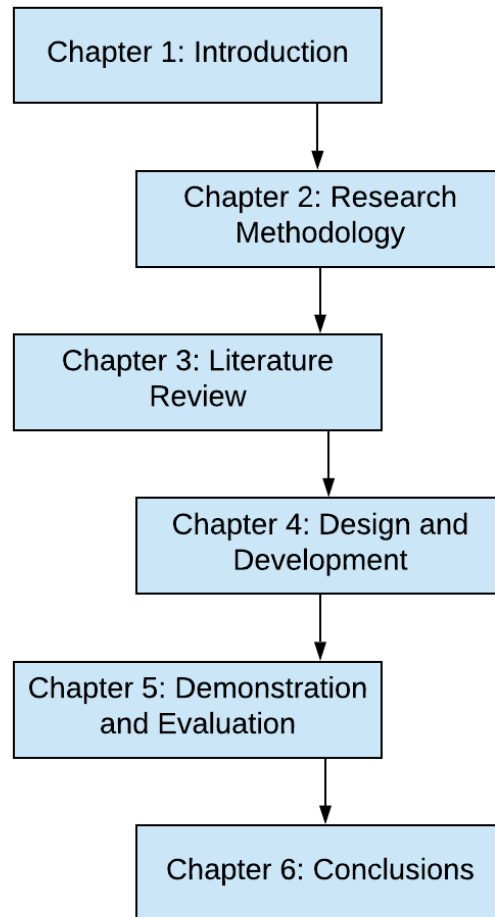 Chapter 1: Introduction
Chapter 2: Research
Methodology
Chapter 3: Literature
Review
Chapter 4: Design and
Development
Chapter 5: Demonstration
and Evaluation
Chapter 6: Conclusions